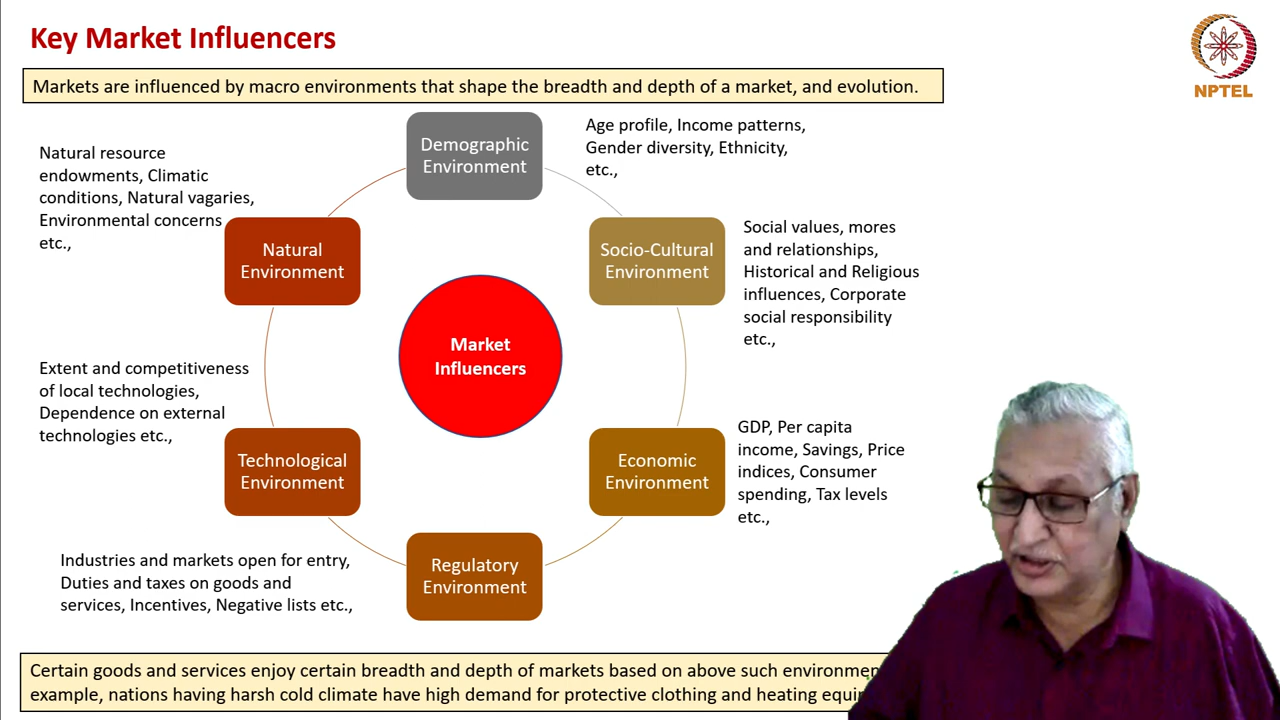 Key Market Influencers
NPTEL
Markets are influenced by macro environments that shape the breadth and depth of a market, and evolution.
Demographic
Environment
Age profile, Income patterns,
Gender diversity, Ethnicity,
etc.,
Socio-Cultural
Environment
Social values, mores
and relationships,
Historical and Religious
influences, Corporate
social responsibility
etc.,
Economic
Environment
GDP, Per capita
income, Savings, Price
indices, Consumer
spending, Tax levels
etc.,
Regulatory
Environment
Industries and markets open for entry,
Duties and taxes on goods and
services, Incentives, Negative lists etc.,
Technological
Environment
Extent and competitiveness
of local technologies,
Dependence on external
technologies etc.,
Natural
Environment
Natural resource
endowments, Climatic
conditions, Natural vagaries,
Environmental concerns
etc.,
Market
Influencers
Certain goods and services enjoy certain breadth and depth of markets based on above such
example, nations having harsh cold climate have high demand for protective clothing and heating